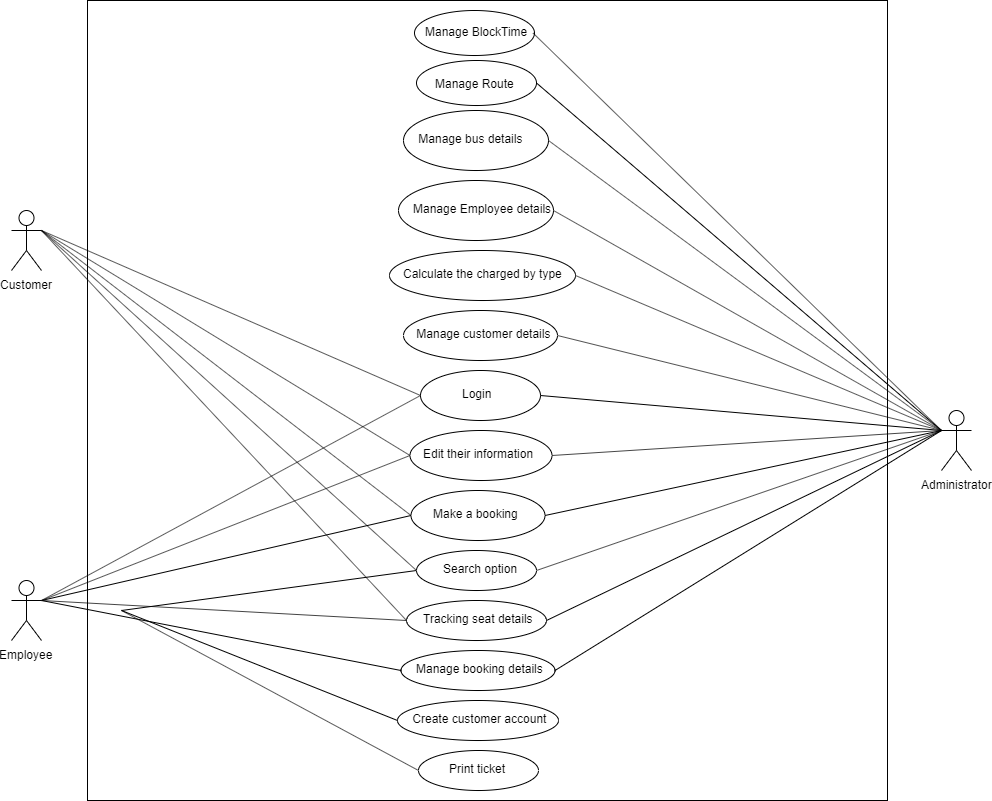 Manage BlockTime
Manage Route
Manage bus details
Manage Employee details
Calculate the charged by type
Customer
Manage customer details
Login
Edit their information
Administrator
Make a booking
Search option
Tracking seat details
Employee
Manage booking details
Create customer account
Print ticket